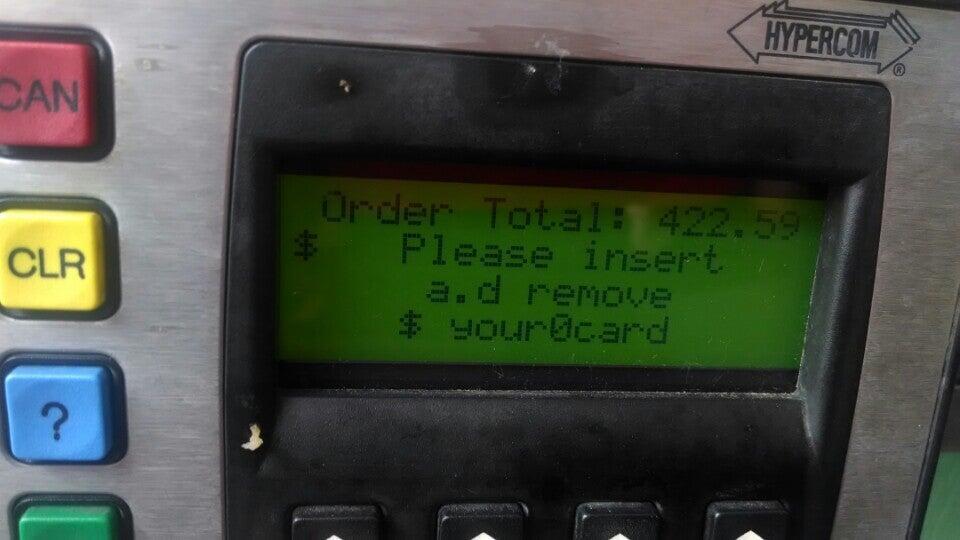 HYPERCOM®
CAN
CLR
?
Order Total: 422.59
$ Please insert
a.d remove
$ your0card